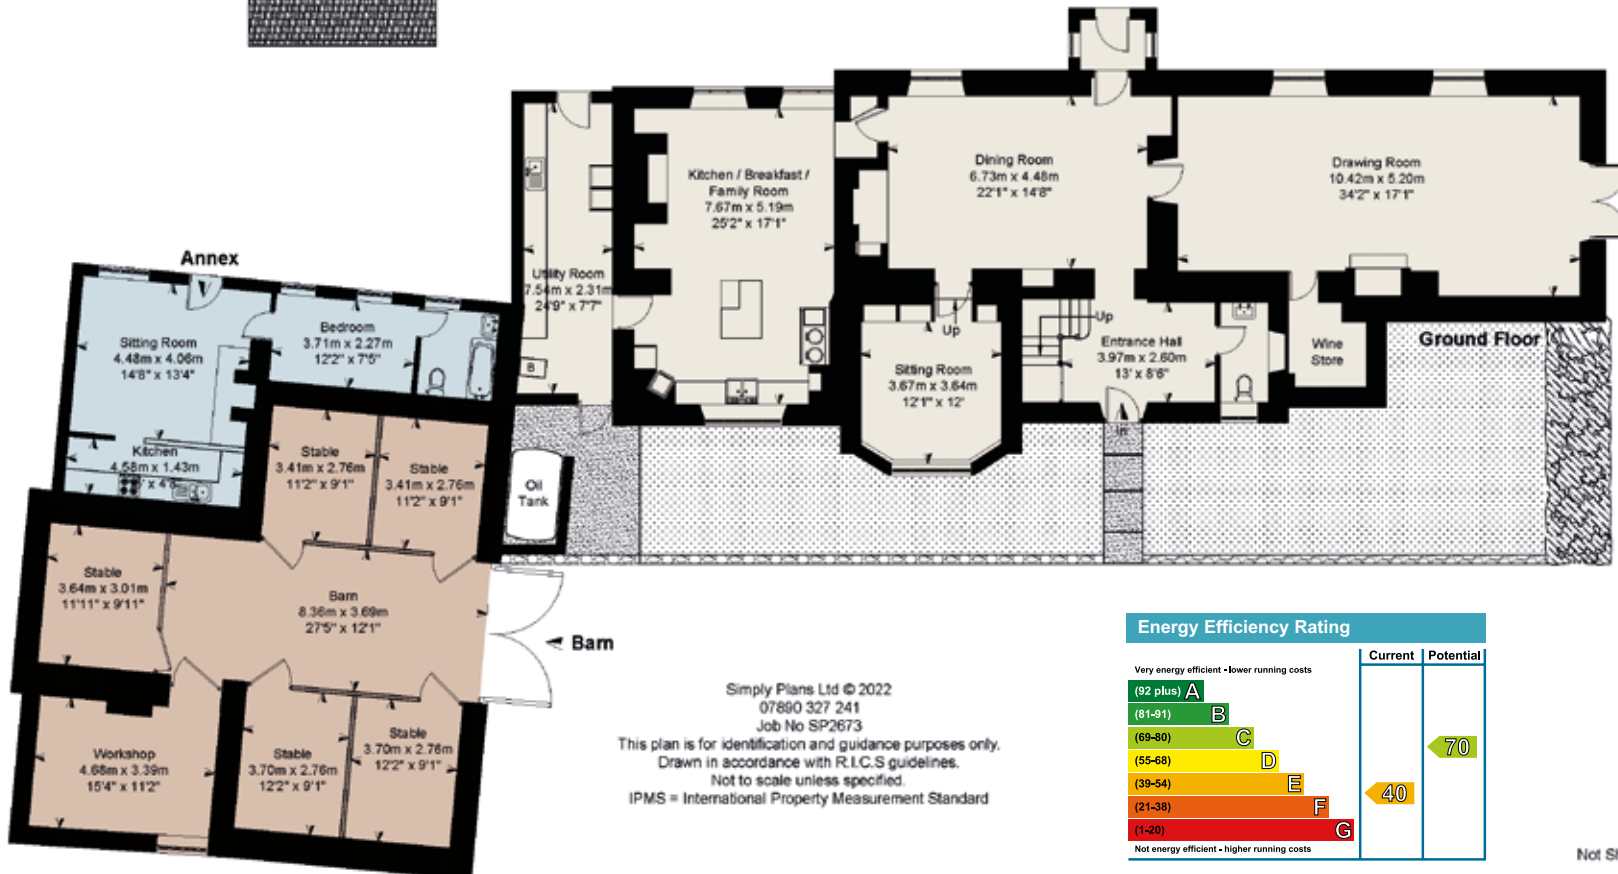 Annex
Sitting Room
4.48m x 4.06m
14'8" x 13'4"
Bedroom
3.71m x 2.27m
12'2" x 7'5"
Kitchen
4.58m x 1.43m
Utility Room
7.54m x 2.31m
24'9" x 7'7"
B
Kitchen / Breakfast /
Family Room
7.67m x 5.19m
25'2" x 17'1"
Dining Room
6.73m x 4.48m
22'1" x 14'8"
Drawing Room
10.42m x 5.20m
34'2" x 17'1"
Up
Up
Sitting Room
3.67m x 3.64m
12'1" x 12'
Entrance Hall
3.97m x 2.60m
13' x 8'6"
In
Wine
Store
Ground Floor
Oil
Tank
Stable
3.41m x 2.76m
11'2" x 9'1"
Stable
3.41m x 2.76m
11'2" x 9'1"
Stable
3.64m x 3.01m
11'11" x 9'11"
Barn
8.36m x 3.69m
27'5" x 12'1"
Barn
Workshop
4.68m x 3.39m
15'4" x 11'2"
Stable
3.70m x 2.76m
12'2" x 9'1"
Stable
3.70m x 2.76m
12'2" x 9'1"
Simply Plans Ltd © 2022
07890 327 241
Job No SP2673
This plan is for identification and guidance purposes only.
Drawn in accordance with R.I.C.S guidelines.
Not to scale unless specified.
IPMS = International Property Measurement Standard
Energy Efficiency Rating
Current Potential
Very energy efficient - lower running costs
(92 plus) A
(81-91) B
(69-80) C
(55-68) D
(39-54) E
(21-38) F
(1-20) G
70
40
Not energy efficient - higher running costs
Not